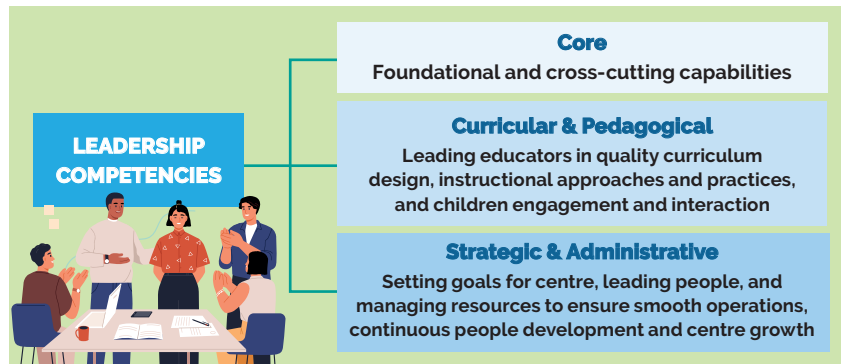 LEADERSHIP
COMPETENCIES
Core
Foundational and cross-cutting capabilities
Curricular & Pedagogical
Leading educators in quality curriculum
design, instructional approaches and practices,
and children engagement and interaction
Strategic & Administrative
Setting goals for centre, leading people, and
managing resources to ensure smooth operations,
continuous people development and centre growth